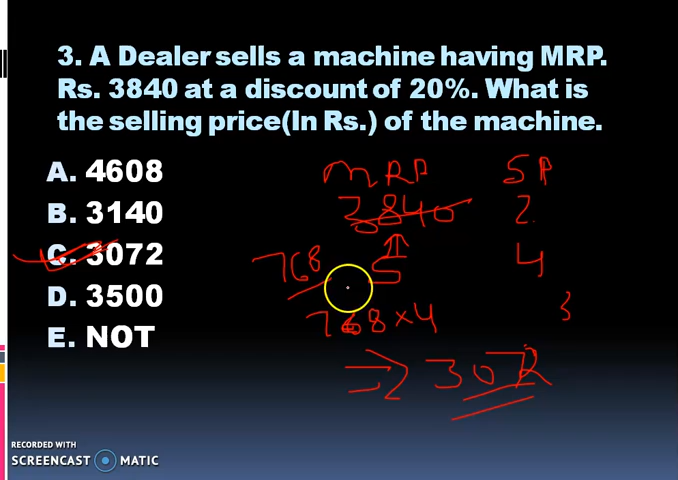 3. A Dealer sells a machine having MRP.
Rs. 3840 at a discount of 20%. What is
the selling price(In Rs.) of the machine.
A. 4608
B. 3140
C. 3072
D. 3500
E. NOT
MRP SP
3840 2
5 4
768
768×4 3
⇒ 3072
RECORDED WITH
SCREENCAST MATIC